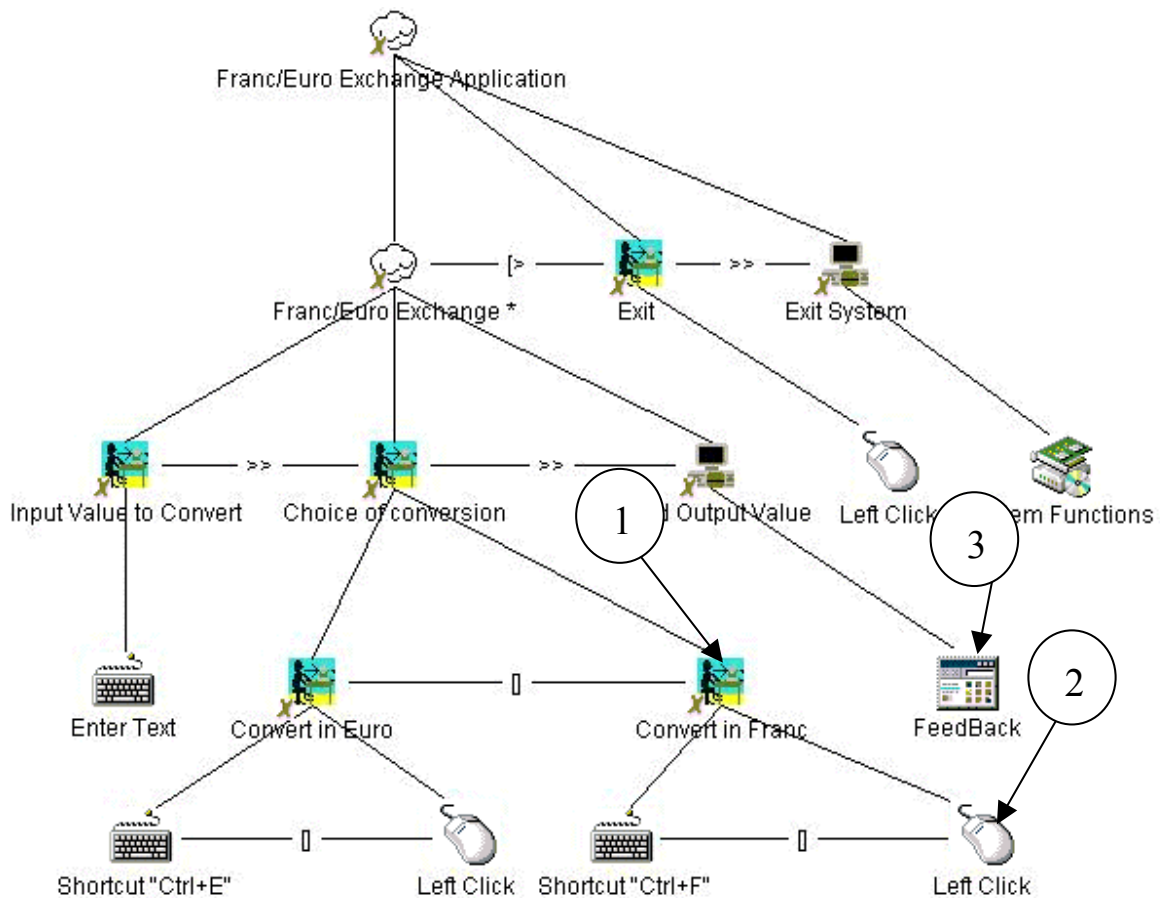 Franc/Euro Exchange Application
[>
>>
Franc/Euro Exchange *
Exit
Exit System
>>
>>
Input Value to Convert
Choice of conversion
1
Output Value
Left Click
Functions
3
[]
2
Enter Text
Convert in Euro
Convert in Franc
FeedBack
[]
[]
Shortcut "Ctrl+E"
Left Click
Shortcut "Ctrl+F"
Left Click